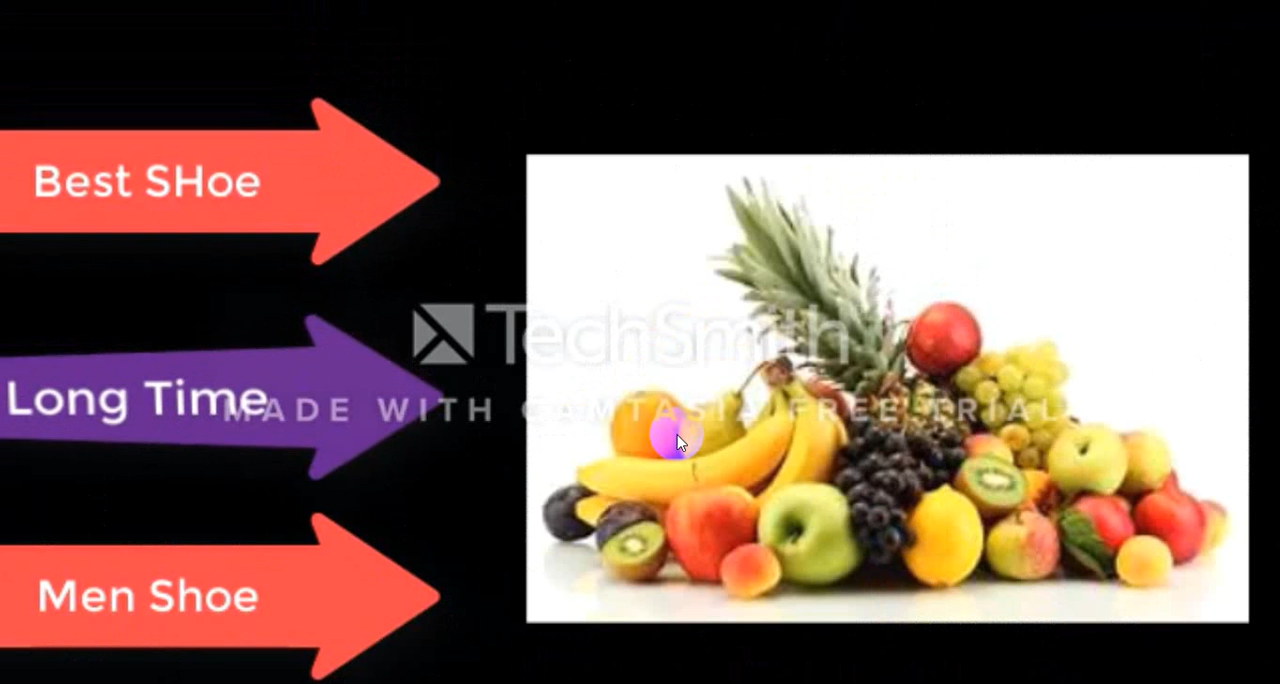 Best SHoe
TechSmith
Long Time
MADE WITH CAMTASIA FREE TRIAL
Men Shoe